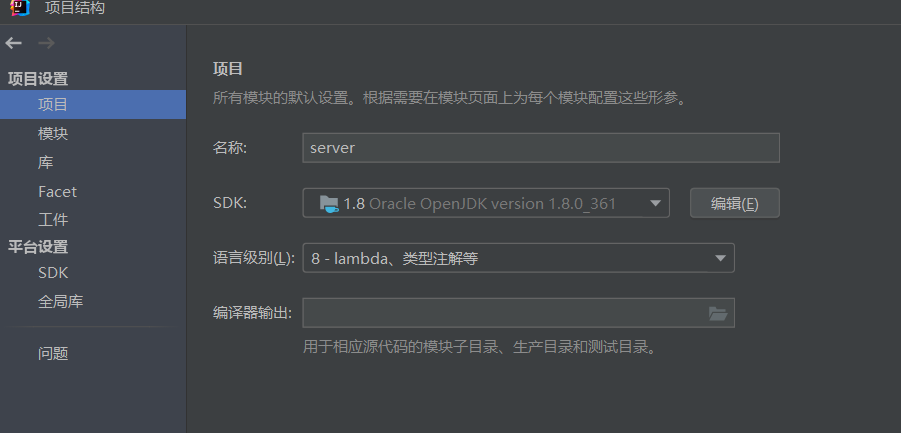 项目结构
项目设置
项目
模块
库
Facet
工件
平台设置
SDK
全局库
问题
项目
所有模块的默认设置。根据需要在模块页面上为每个模块配置这些形参。
名称: server
SDK: 1.8 Oracle OpenJDK version 1.8.0_361 编辑(E)
语言级别(L): 8 - lambda、类型注解等
编译器输出:
用于相应源代码的模块子目录、生产目录和测试目录。